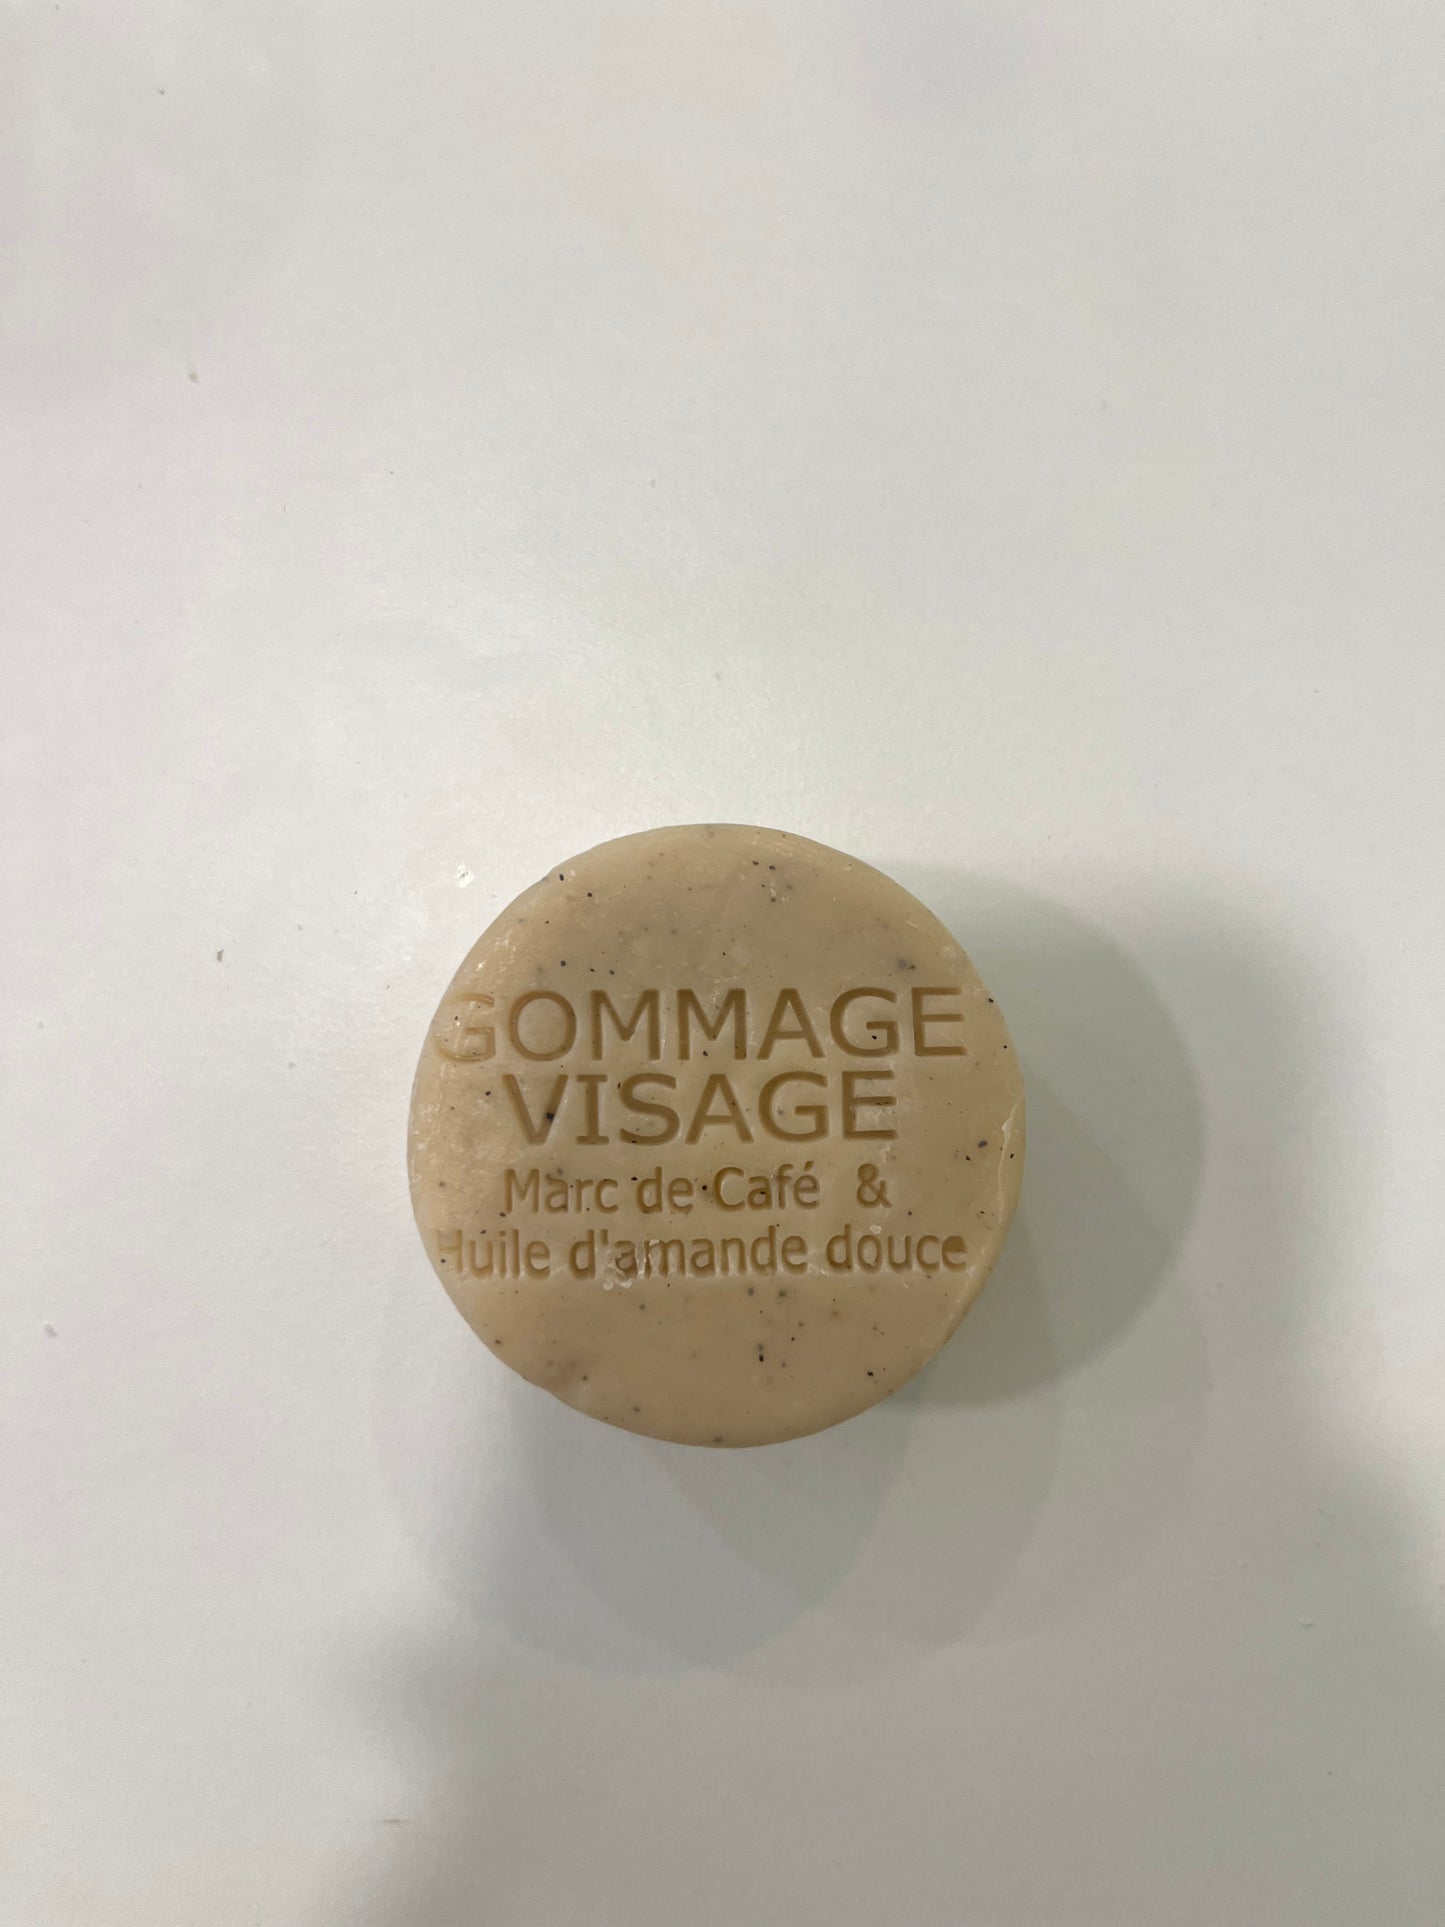 GOMMAGE
VISAGE
Marc de Café &
Huile d'amande douce